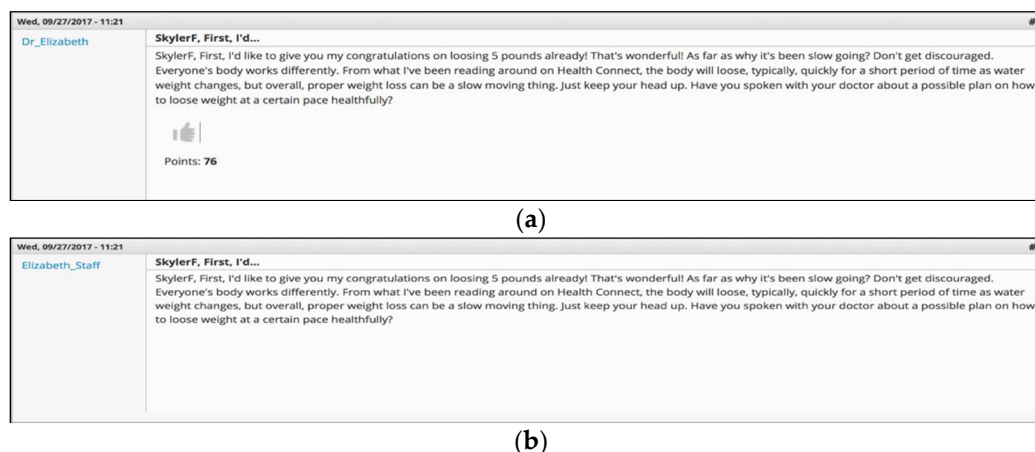 Wed, 09/27/2017 - 11:21 #
Dr_Elizabeth SkylerF, First, I'd...
SkylerF, First, I'd like to give you my congratulations on loosing 5 pounds already! That's wonderful! As far as why it's been slow going? Don't get discouraged.
Everyone's body works differently. From what I've been reading around on Health Connect, the body will loose, typically, quickly for a short period of time as water
weight changes, but overall, proper weight loss can be a slow moving thing. Just keep your head up. Have you spoken with your doctor about a possible plan on how
to loose weight at a certain pace healthfully?
Points: 76
(a)
Wed, 09/27/2017 - 11:21 #
Elizabeth_Staff SkylerF, First, I'd...
SkylerF, First, I'd like to give you my congratulations on loosing 5 pounds already! That's wonderful! As far as why it's been slow going? Don't get discouraged.
Everyone's body works differently. From what I've been reading around on Health Connect, the body will loose, typically, quickly for a short period of time as water
weight changes, but overall, proper weight loss can be a slow moving thing. Just keep your head up. Have you spoken with your doctor about a possible plan on how
to loose weight at a certain pace healthfully?
(b)